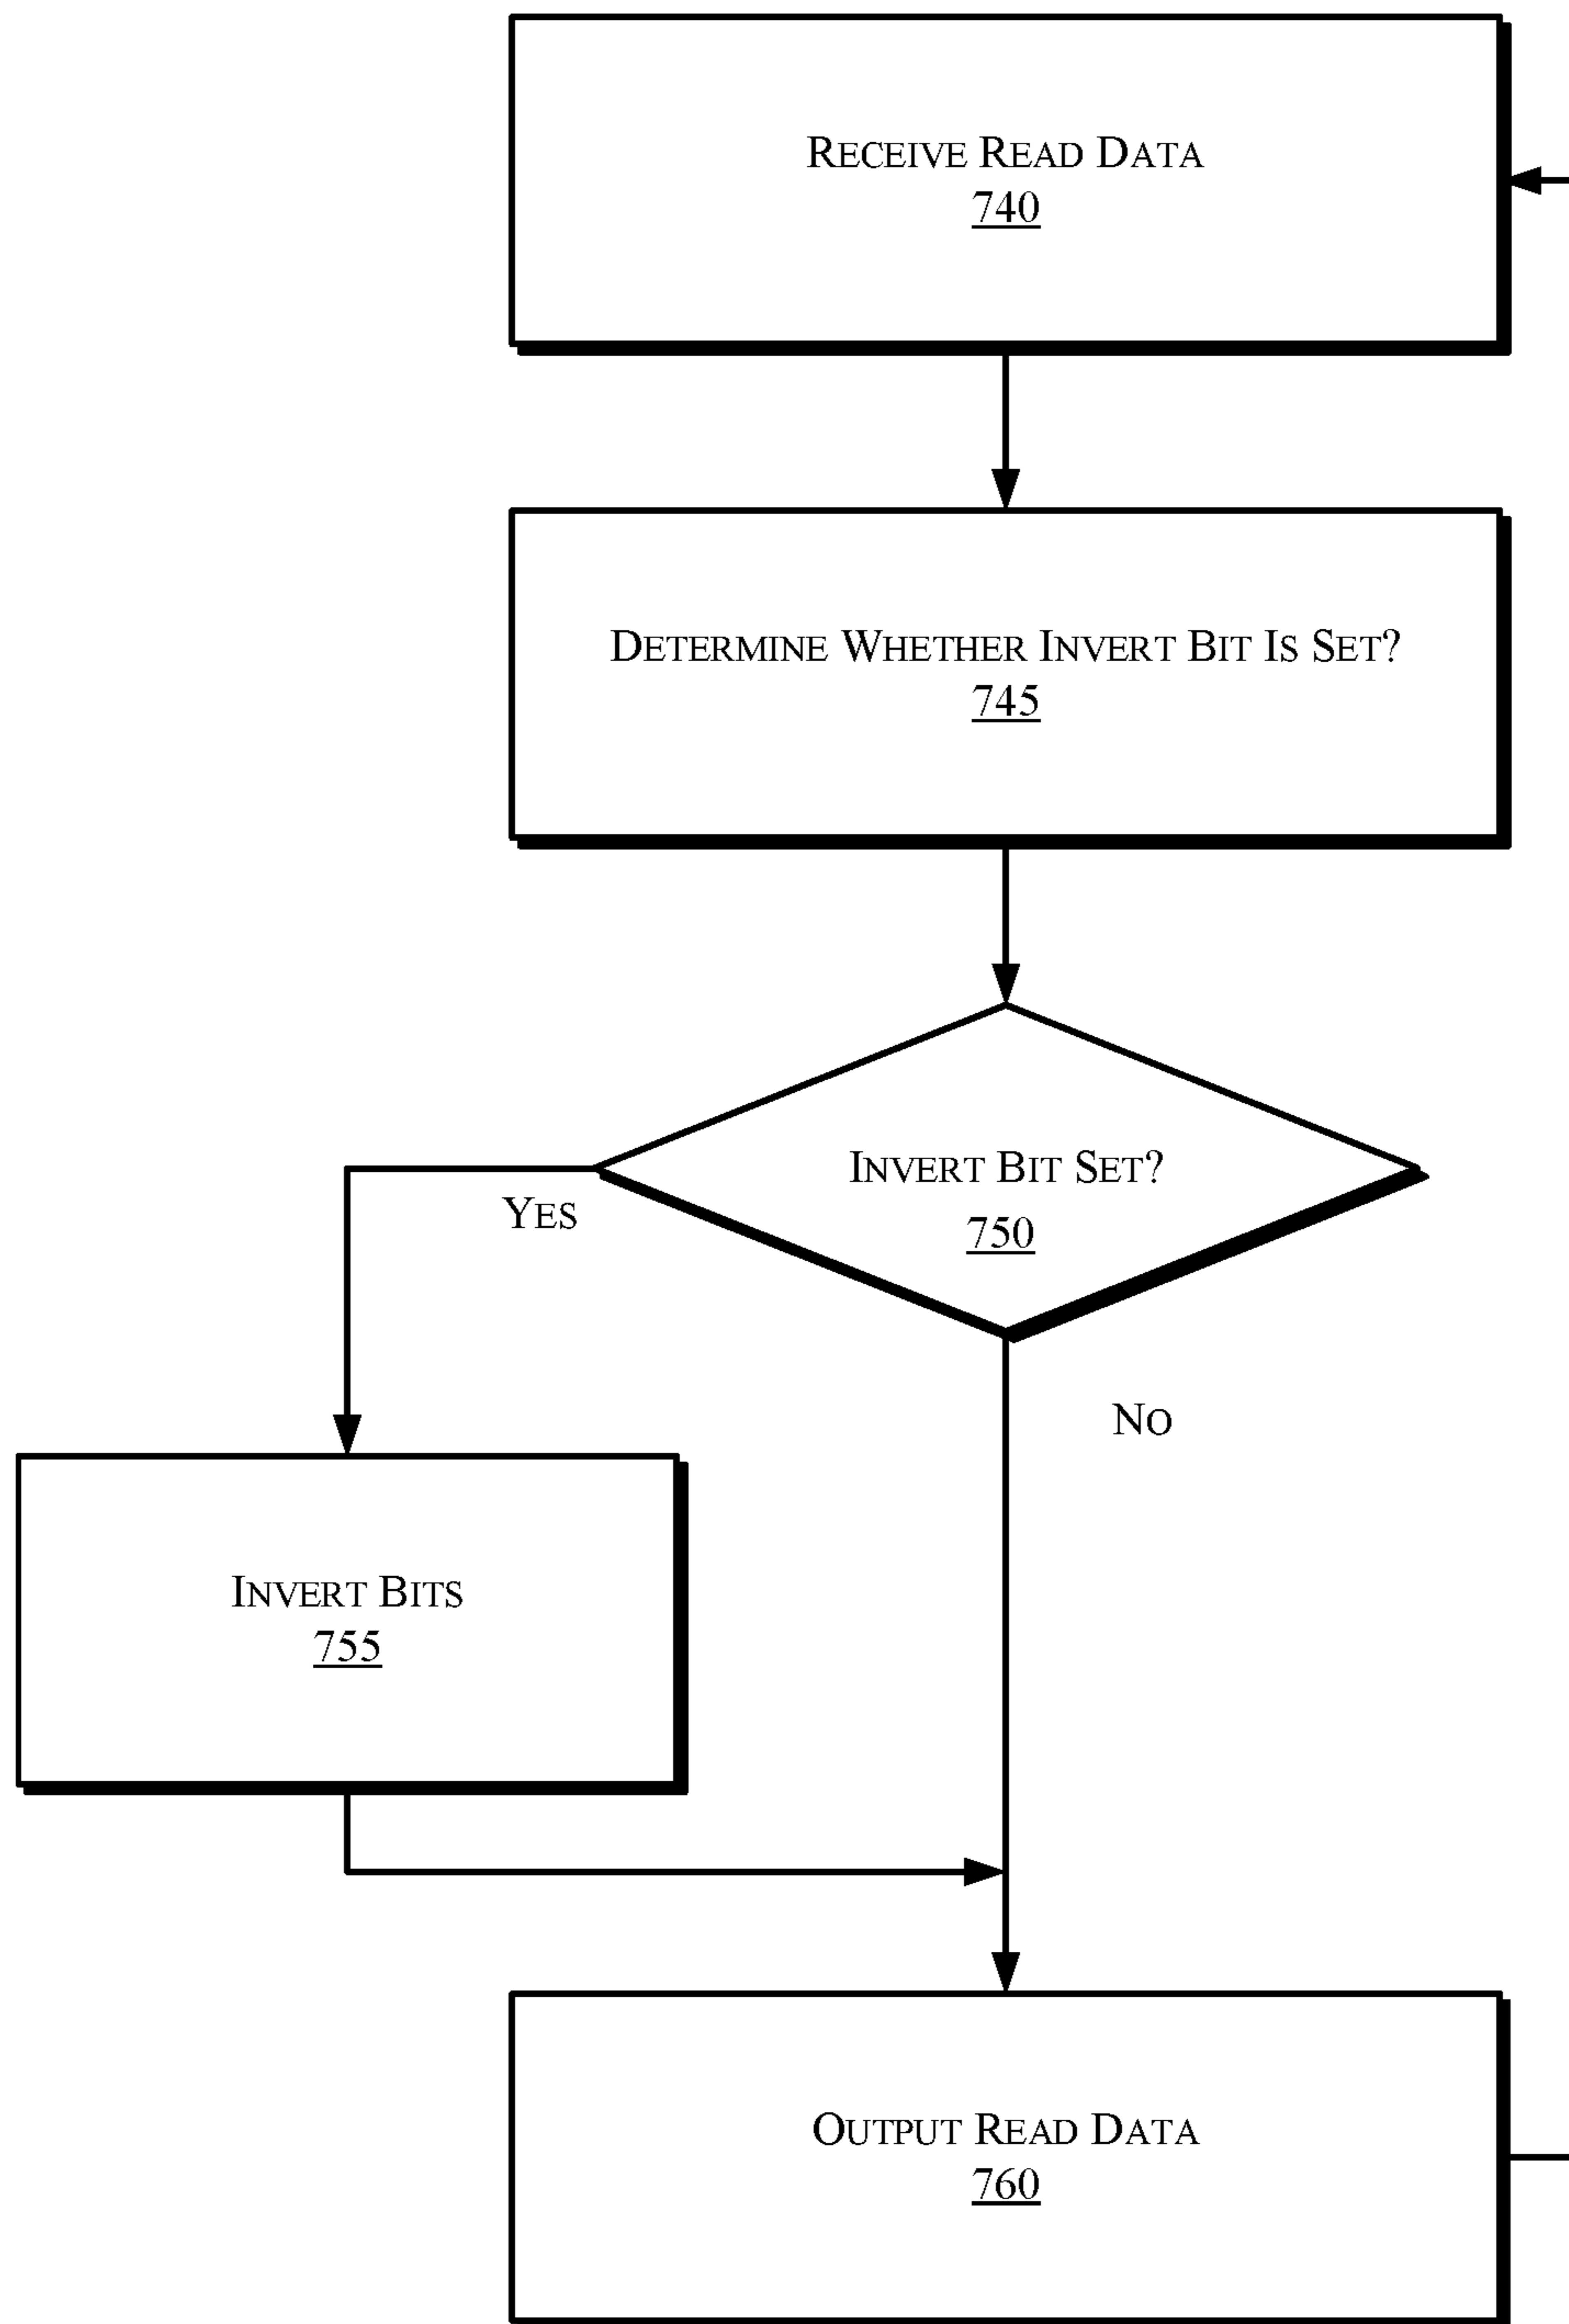 Receive Read Data
740
Determine Whether Invert Bit Is Set?
745
Invert Bit Set?
750
Yes
No
Invert Bits
755
Output Read Data
760